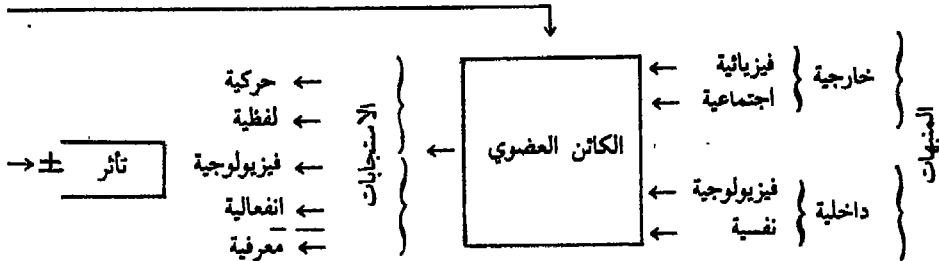 المنبهات
خارجية
فيزيائية
اجتماعية
داخلية
فيزيولوجية
نفسية
الكائن العضوي
الاستجابات
حركية
لفظية
فيزيولوجية
انفعالية
معرفية
تأثر
±